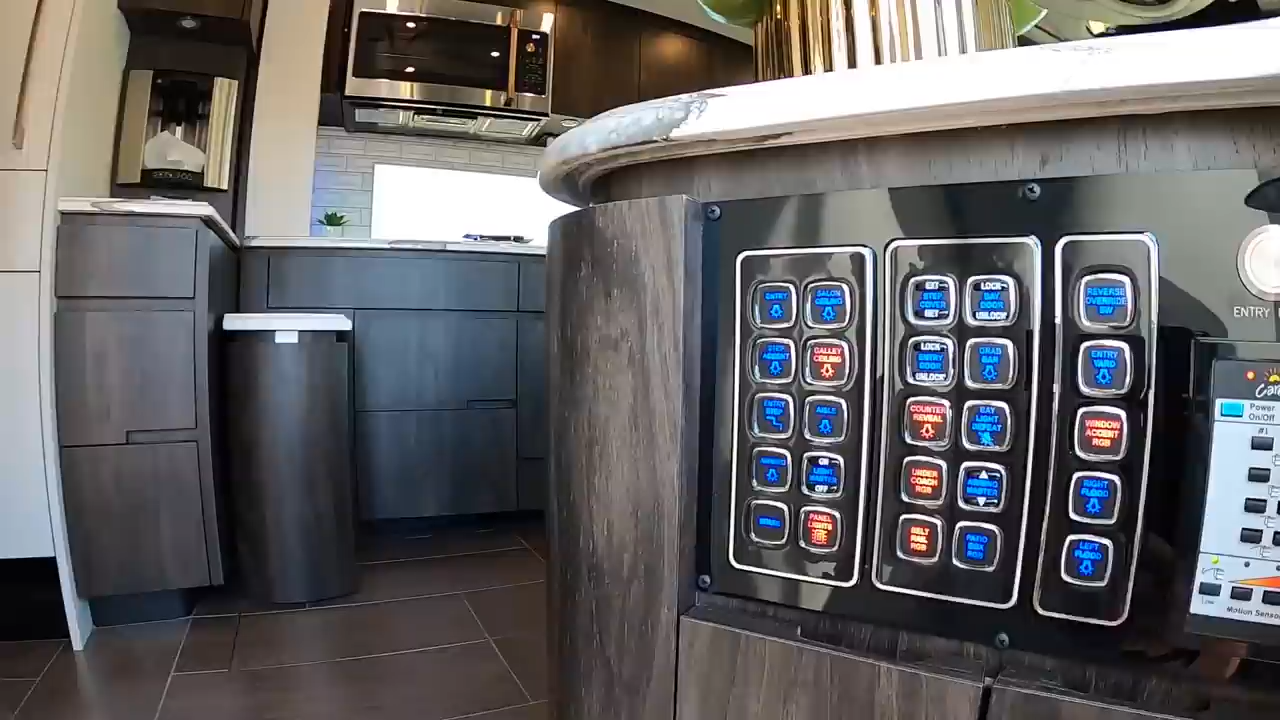 ENTRY
SALON
CEILING
STEP
ACCENT
GALLEY
CEILING
ENTRY
STEP
AISLE
AWNING
ON
LIGHT
MASTER
OFF
PANEL
LIGHTS
EXT
STEP
COVER
RET
LOCK
BAY
DOOR
UNLOCK
LOCK
ENTRY
DOOR
UNLOCK
GRAB
BAR
COUNTER
REVEAL
BAY
LIGHT
DEFEAT
UNDER
COACH
RGB
AWNING
MASTER
BELT
RAIL
RGB
PATIO
BOX
RGB
REVERSE
OVERRIDE
SW
ENTRY
YARD
WINDOW
ACCENT
RGB
RIGHT
FLOOD
LEFT
FLOOD
ENTRY
Power
On/Off
#1
Low
Motion